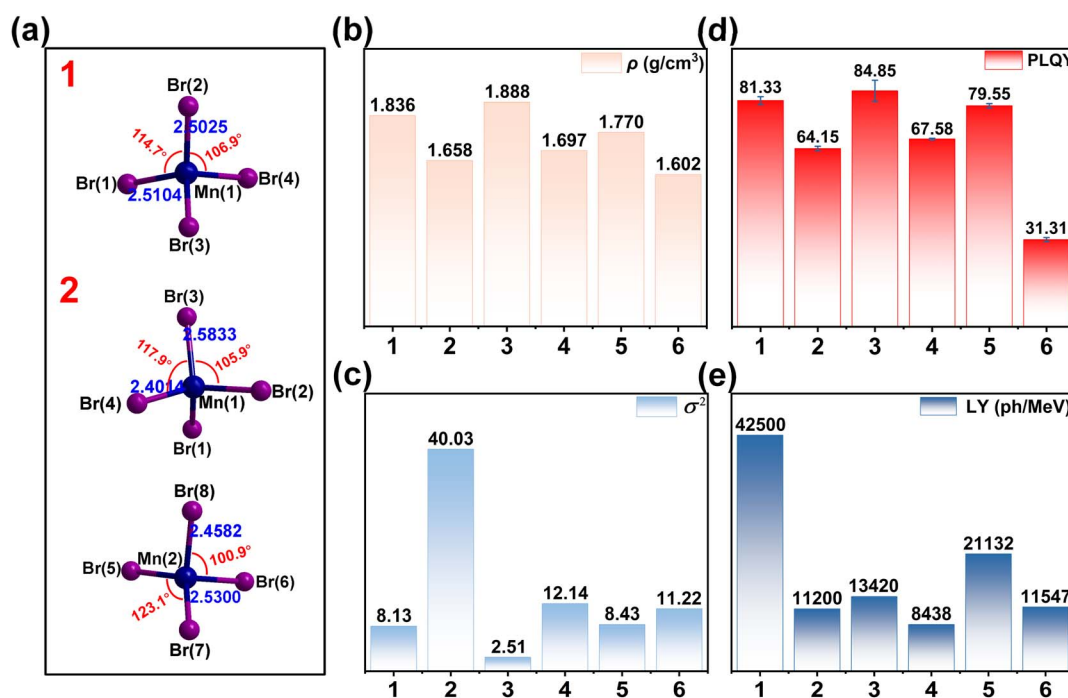 (a)
1
Br(2)
2.5025
114.7°
106.9°
Br(1)
2.5104
Mn(1)
Br(4)
Br(3)
2
Br(3)
2.5833
117.9°
105.9°
2.4014
Br(4)
Mn(1)
Br(2)
Br(1)
Br(8)
2.4582
Br(5)
Mn(2)
100.9°
Br(6)
123.1°
2.5300
Br(7)
(b)
ρ (g/cm³)
1.836
1.658
1.888
1.697
1.770
1.602
1 2 3 4 5 6
(c)
σ²
8.13
40.03
2.51
12.14
8.43
11.22
1 2 3 4 5 6
(d)
PLQY
81.33
64.15
84.85
67.58
79.55
31.31
1 2 3 4 5 6
(e)
LY (ph/MeV)
42500
11200
13420
8438
21132
11547
1 2 3 4 5 6